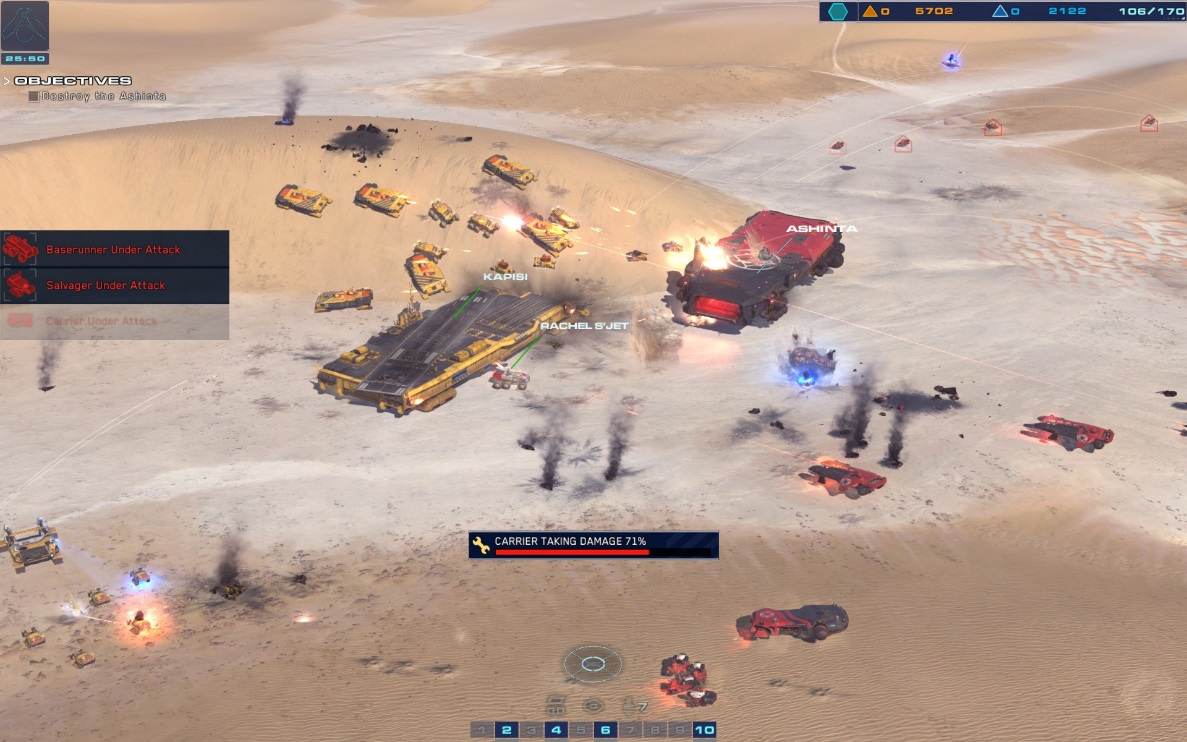 0 5702 0 2122 106/170
25:50
> OBJECTIVES
Destroy the Ashinta
Baserunner Under Attack
Salvager Under Attack
Carrier Under Attack
ASHINTA
KAPISI
RACHEL S'JET
CARRIER TAKING DAMAGE 71%
7
1 2 3 4 5 6 7 8 9 10